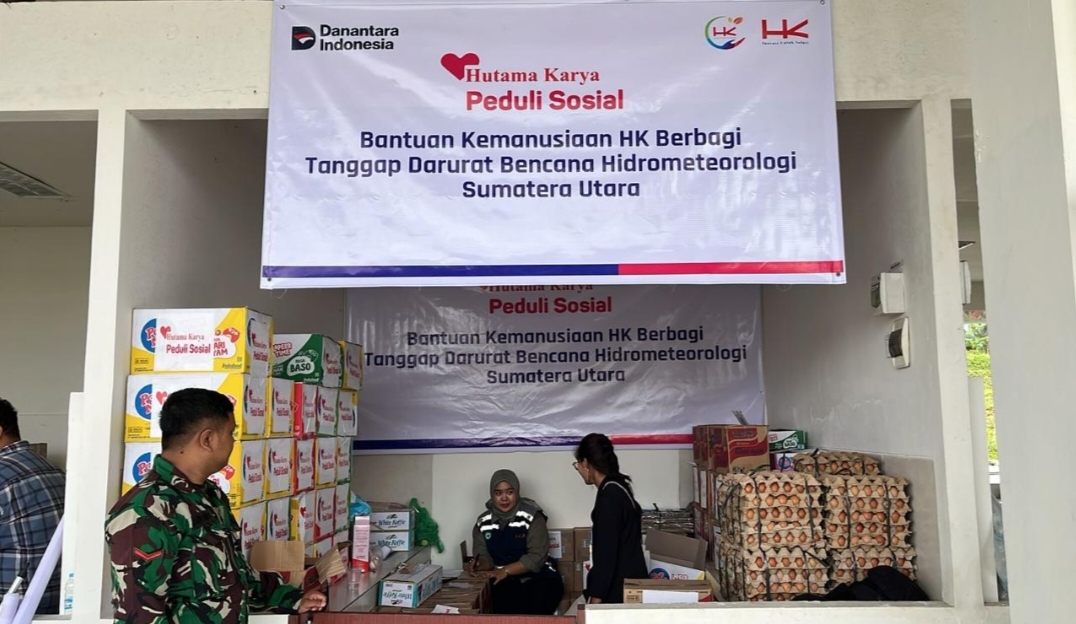 Danantara
Indonesia
HK
HK
Hutama Karya
Peduli Sosial
Bantuan Kemanusiaan HK Berbagi
Tanggap Darurat Bencana Hidrometeorologi
Sumatera Utara
Hutama Karya
Peduli Sosial
Bantuan Kemanusiaan HK Berbagi
Tanggap Darurat Bencana Hidrometeorologi
Sumatera Utara
Hutama Karya
Peduli Sosial
BASO